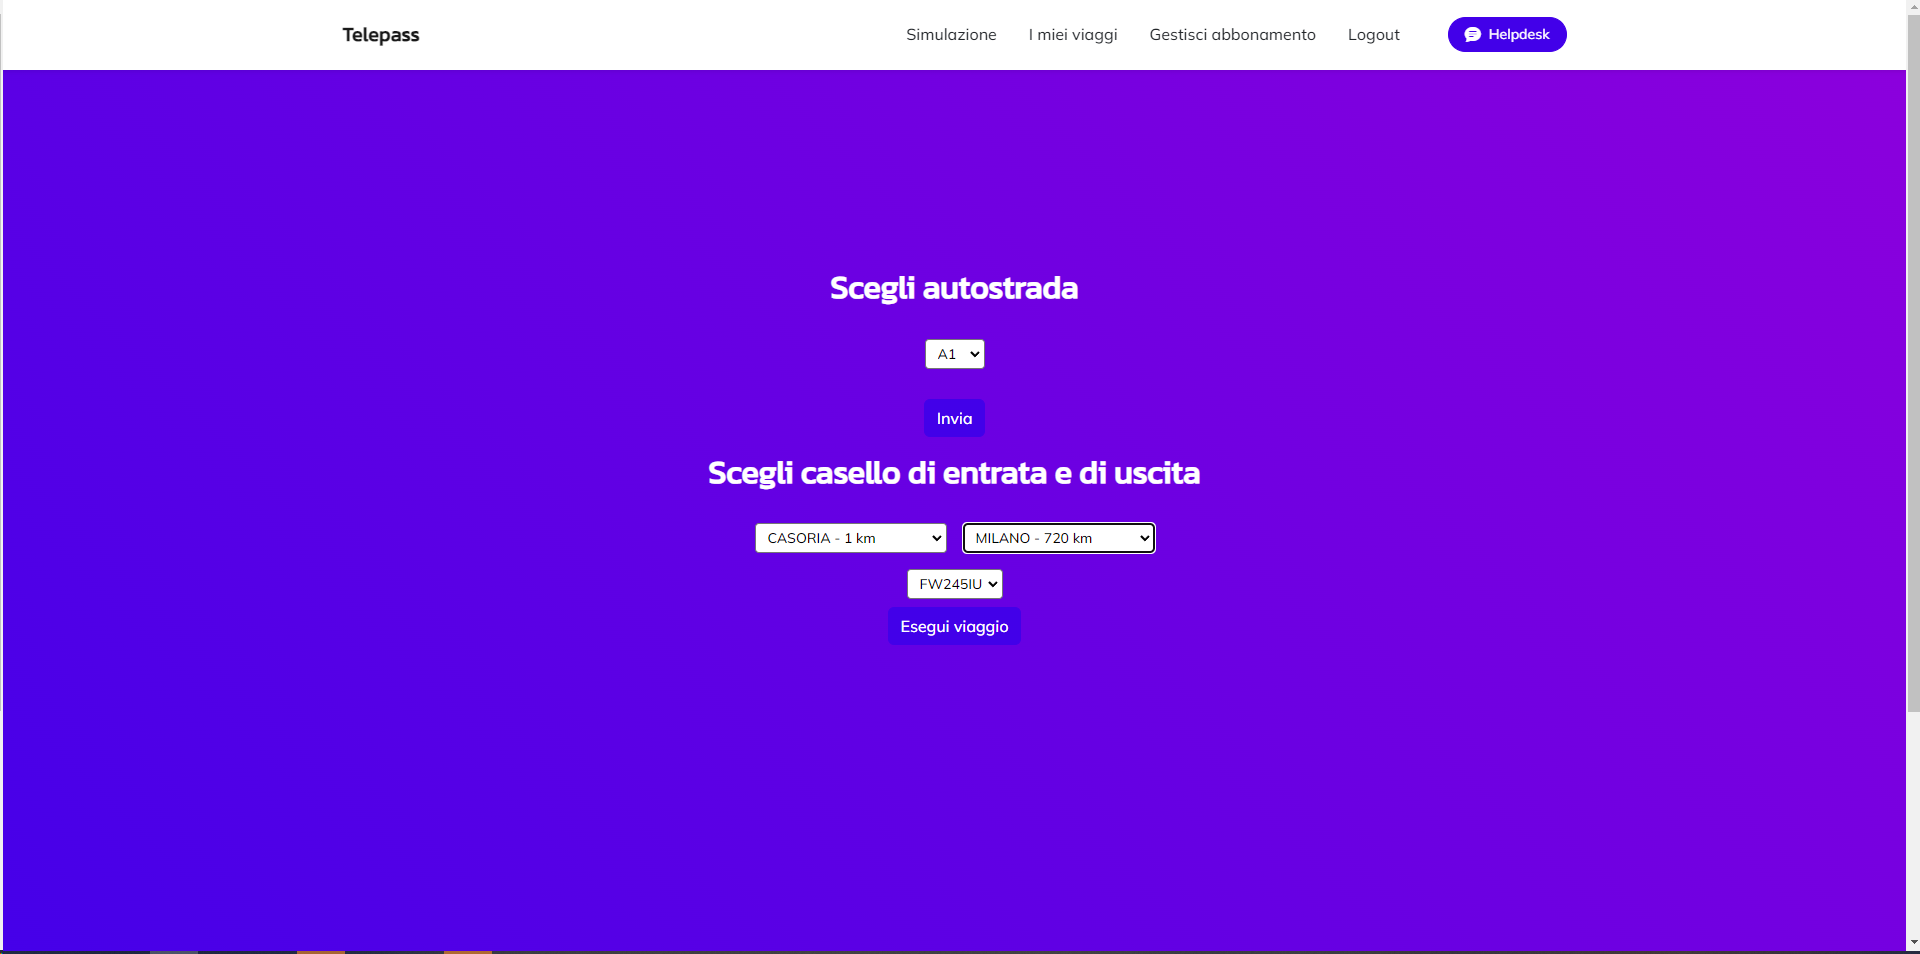 Telepass Simulazione I miei viaggi Gestisci abbonamento Logout Helpdesk
Scegli autostrada
A1
Invia
Scegli casello di entrata e di uscita
CASORIA - 1 km MILANO - 720 km
FW245IU
Esegui viaggio